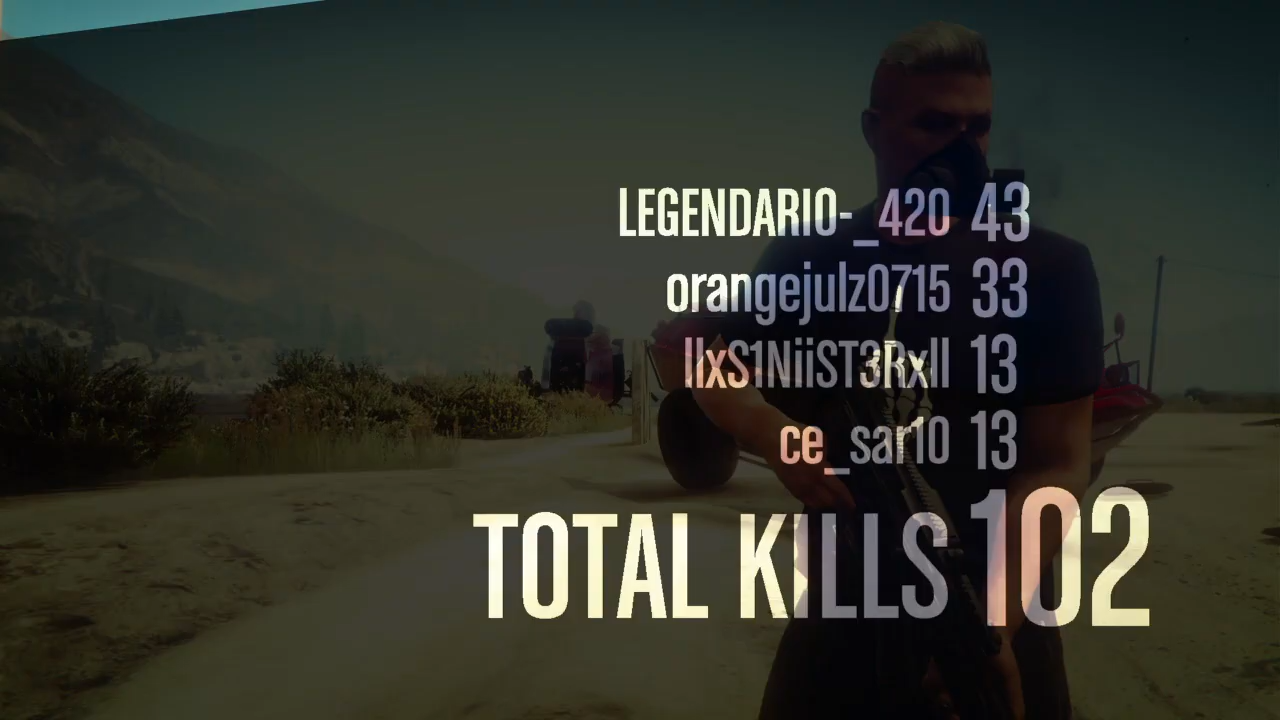 LEGENDARIO-_420 43
orangejulz0715 33
llxS1NiiST3Rxll 13
ce_sar10 13
TOTAL KILLS 102